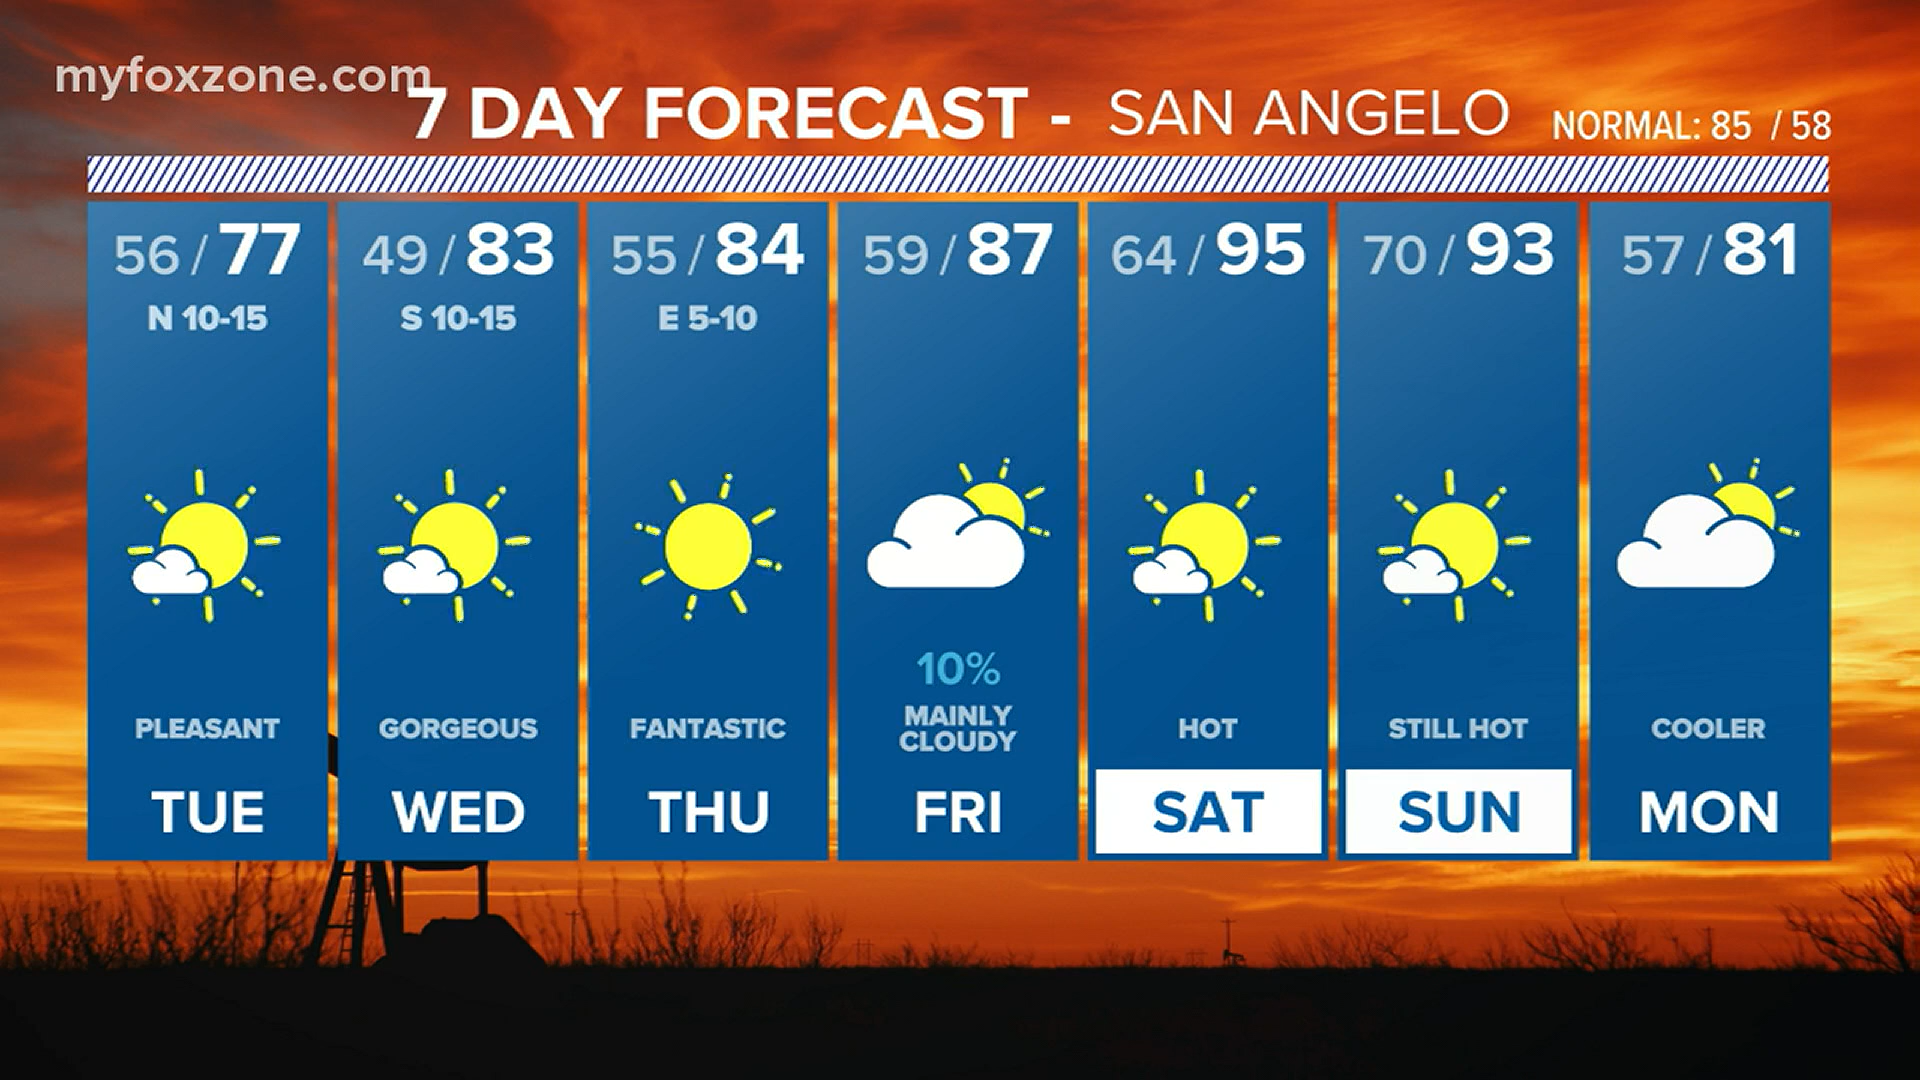 myfoxzone.com
7 DAY FORECAST - SAN ANGELO NORMAL: 85 / 58
56 / 77
N 10-15
PLEASANT
TUE
49 / 83
S 10-15
GORGEOUS
WED
55 / 84
E 5-10
FANTASTIC
THU
59 / 87
10%
MAINLY
CLOUDY
FRI
64 / 95
HOT
SAT
70 / 93
STILL HOT
SUN
57 / 81
COOLER
MON